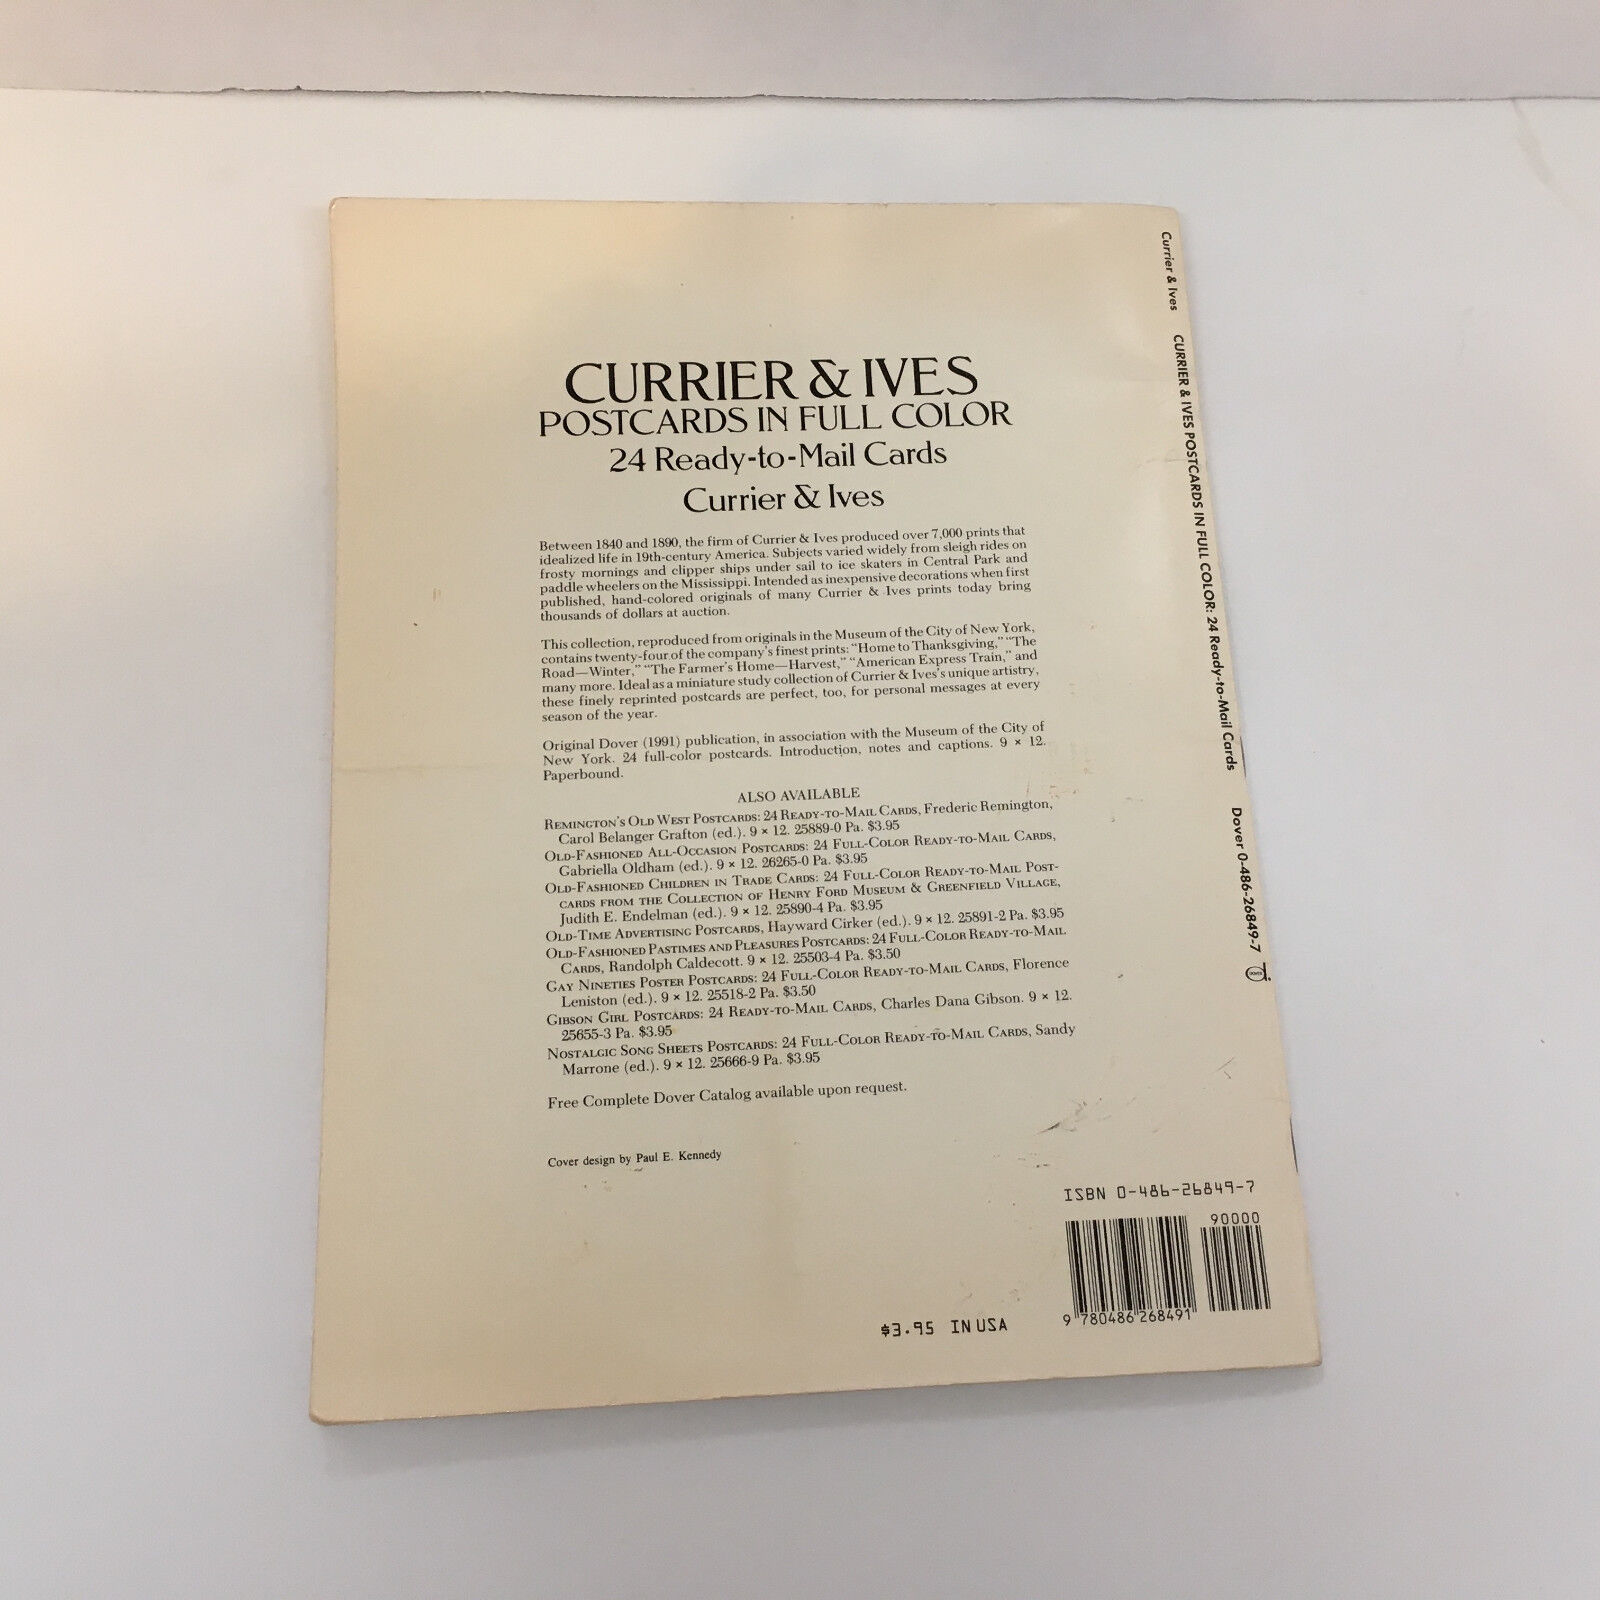 CURRIER & IVES
POSTCARDS IN FULL COLOR
24 Ready-to-Mail Cards
Currier & Ives
Between 1840 and 1890, the firm of Currier & Ives produced over 7,000 prints that
idealized life in 19th-century America. Subjects varied widely from sleigh rides on
frosty mornings and clipper ships under sail to ice skaters in Central Park and
paddle wheelers on the Mississippi. Intended as inexpensive decorations when first
published, hand-colored originals of many Currier & Ives prints today bring
thousands of dollars at auction.
This collection, reproduced from originals in the Museum of the City of New York,
contains twenty-four of the company's finest prints: "Home to Thanksgiving," "The
Road—Winter," "The Farmer's Home—Harvest," "American Express Train," and
many more. Ideal as a miniature study collection of Currier & Ives's unique artistry,
these finely reprinted postcards are perfect, too, for personal messages at every
season of the year.
Original Dover (1991) publication, in association with the Museum of the City of
New York. 24 full-color postcards. Introduction, notes and captions. 9 × 12.
Paperbound.
ALSO AVAILABLE
REMINGTON'S OLD WEST POSTCARDS: 24 READY-TO-MAIL CARDS, Frederic Remington,
Carol Belanger Grafton (ed.). 9 × 12. 25889-0 Pa. $3.95
OLD-FASHIONED ALL-OCCASION POSTCARDS: 24 FULL-COLOR READY-TO-MAIL CARDS,
Gabriella Oldham (ed.). 9 × 12. 26265-0 Pa. $3.95
OLD-FASHIONED CHILDREN IN TRADE CARDS: 24 FULL-COLOR READY-TO-MAIL POST-
CARDS FROM THE COLLECTION OF HENRY FORD MUSEUM & GREENFIELD VILLAGE,
Judith E. Endelman (ed.). 9 × 12. 25890-4 Pa. $3.95
OLD-TIME ADVERTISING POSTCARDS, Hayward Cirker (ed.). 9 × 12. 25891-2 Pa. $3.95
OLD-FASHIONED PASTIMES AND PLEASURES POSTCARDS: 24 FULL-COLOR READY-TO-MAIL
CARDS, Randolph Caldecott. 9 × 12. 25503-4 Pa. $3.50
GAY NINETIES POSTER POSTCARDS: 24 FULL-COLOR READY-TO-MAIL CARDS, Florence
Leniston (ed.). 9 × 12. 25518-2 Pa. $3.50
GIBSON GIRL POSTCARDS: 24 READY-TO-MAIL CARDS, Charles Dana Gibson. 9 × 12.
25655-3 Pa. $3.95
NOSTALGIC SONG SHEETS POSTCARDS: 24 FULL-COLOR READY-TO-MAIL CARDS, Sandy
Marrone (ed.). 9 × 12. 25666-9 Pa. $3.95
Free Complete Dover Catalog available upon request.
Cover design by Paul E. Kennedy
ISBN 0-486-26849-7
90000
9 780486 268491
$3.95 IN USA
Currier & Ives CURRIER & IVES POSTCARDS IN FULL COLOR: 24 Ready-to-Mail Cards Dover 0-486-26849-7
DOVER